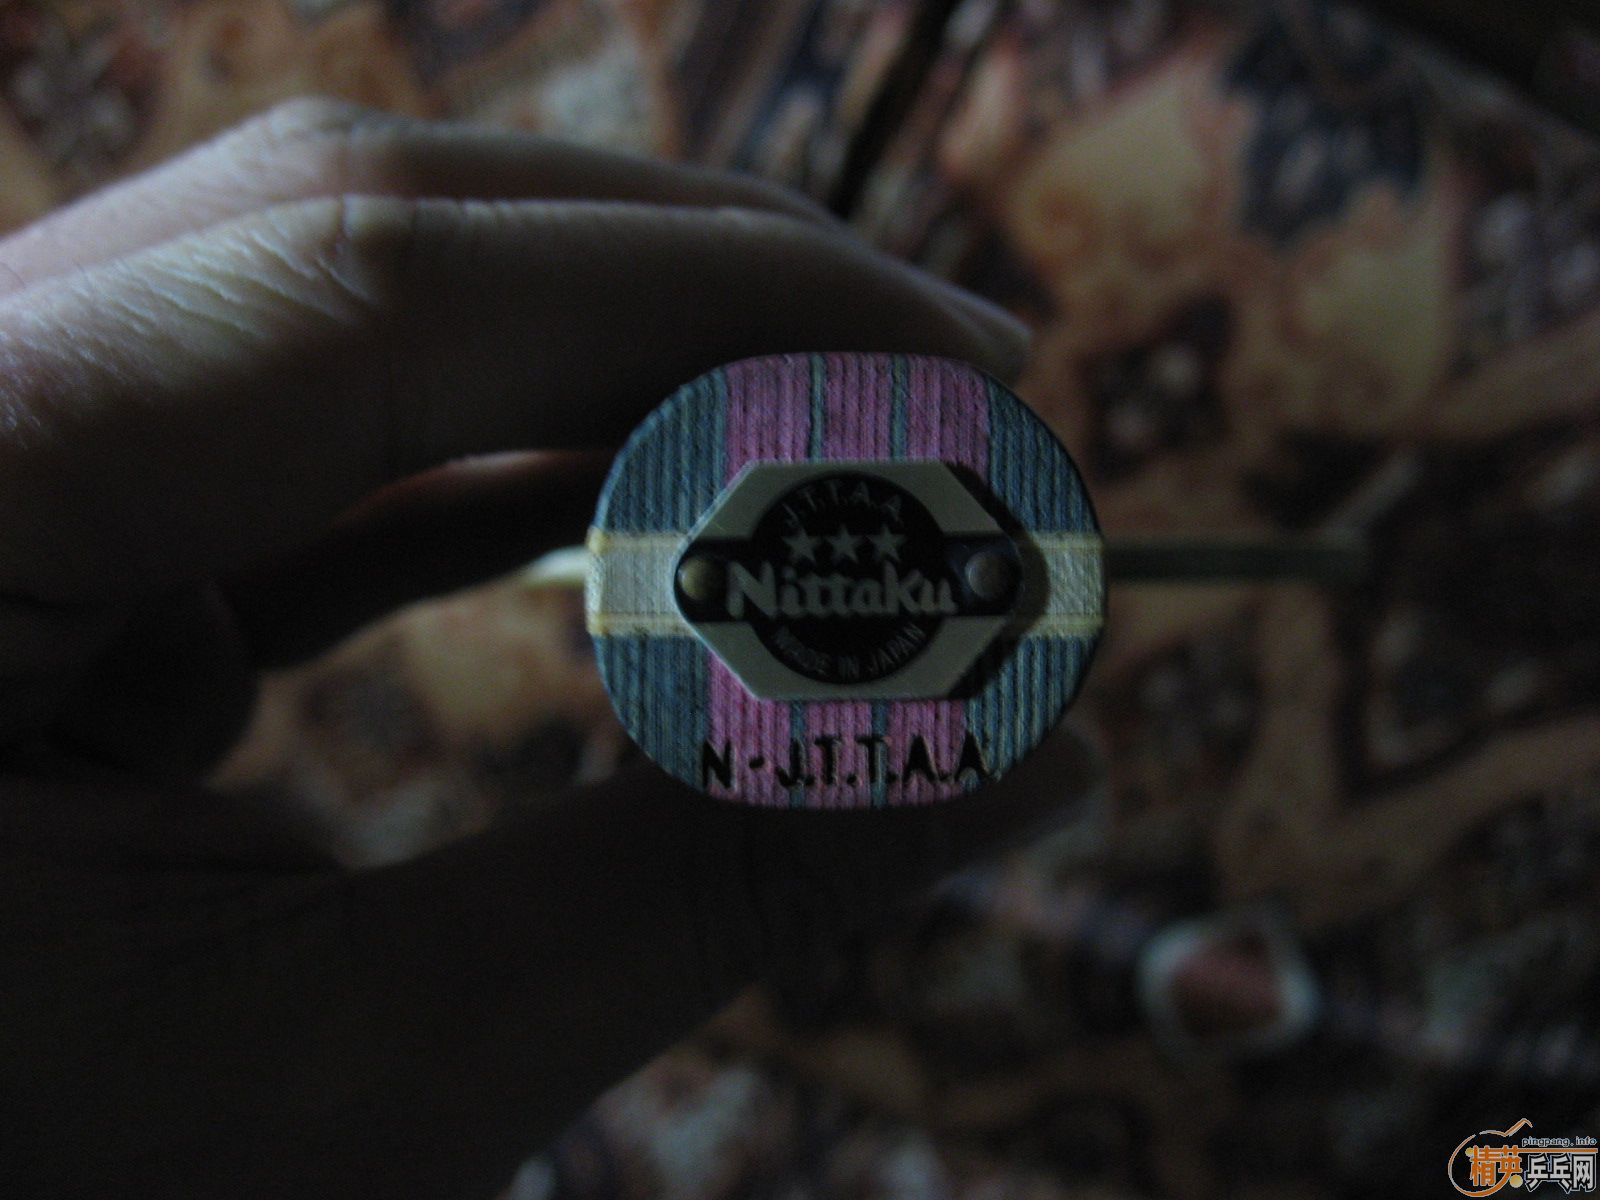 J.T.T.A.A
★★★
Nittaku
MADE IN JAPAN
N-J.T.T.A.A.
pingpang.info
精英乒乓网